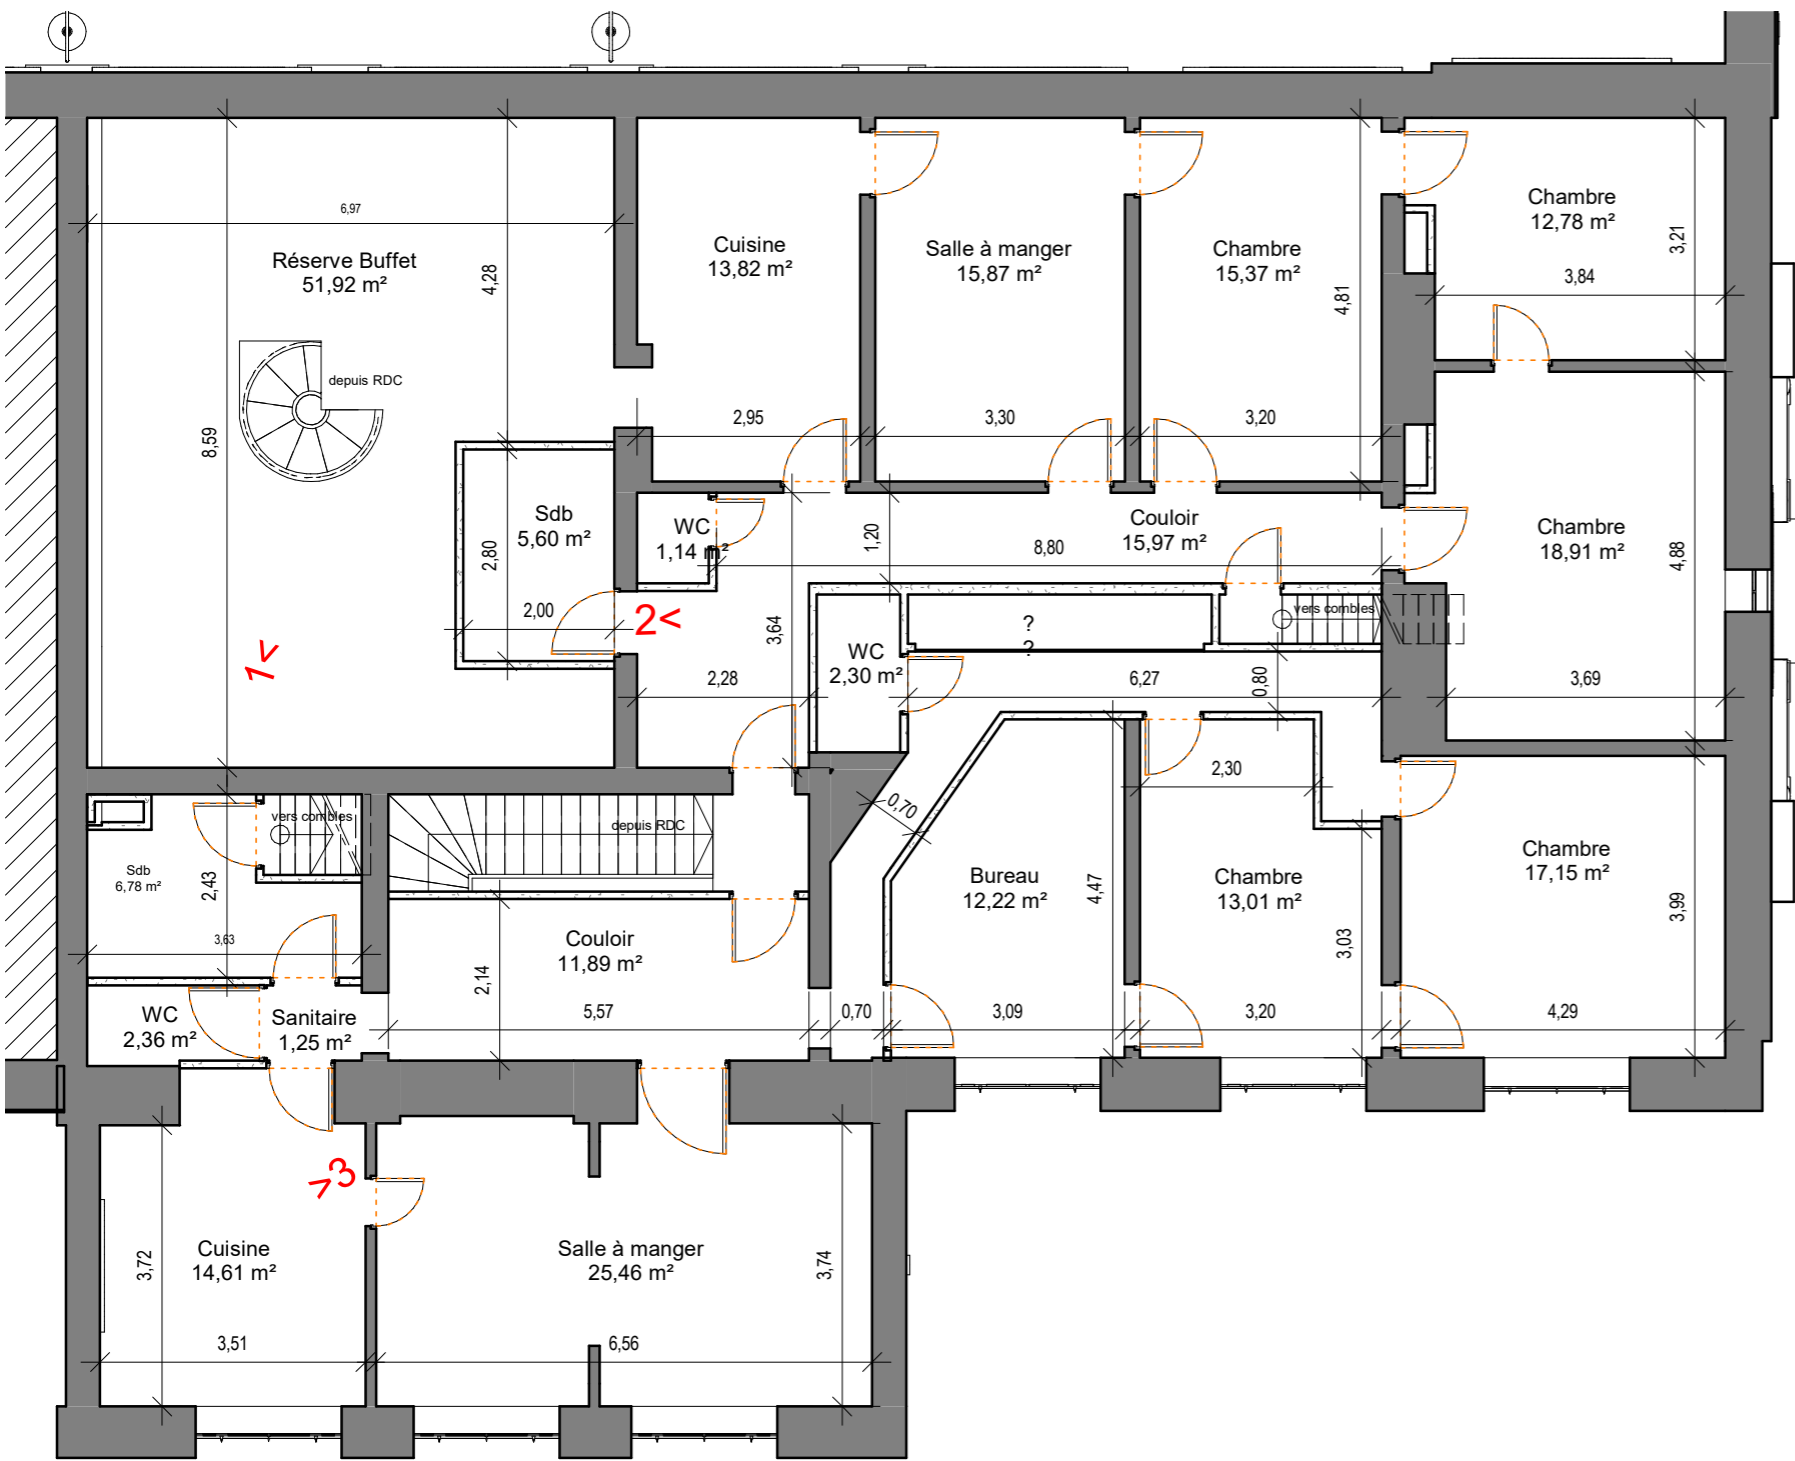 6,97
Réserve Buffet
51,92 m²
4,28
8,59
depuis RDC
Cuisine
13,82 m²
2,95
Salle à manger
15,87 m²
3,30
Chambre
15,37 m²
4,81
3,20
Chambre
12,78 m²
3,21
3,84
Sdb
5,60 m²
2,80
2,00
WC
1,14 m²
1,20
Couloir
15,97 m²
8,80
Chambre
18,91 m²
4,88
3,69
1<
2<
3,64
2,28
WC
2,30 m²
?
?
vers combles
6,27
0,80
2,30
0,70
vers combles
depuis RDC
Sdb
6,78 m²
2,43
3,63
Couloir
11,89 m²
2,14
5,57
0,70
Bureau
12,22 m²
4,47
3,09
Chambre
13,01 m²
3,03
3,20
Chambre
17,15 m²
3,99
4,29
WC
2,36 m²
Sanitaire
1,25 m²
>3
Cuisine
14,61 m²
3,72
3,51
Salle à manger
25,46 m²
3,74
6,56